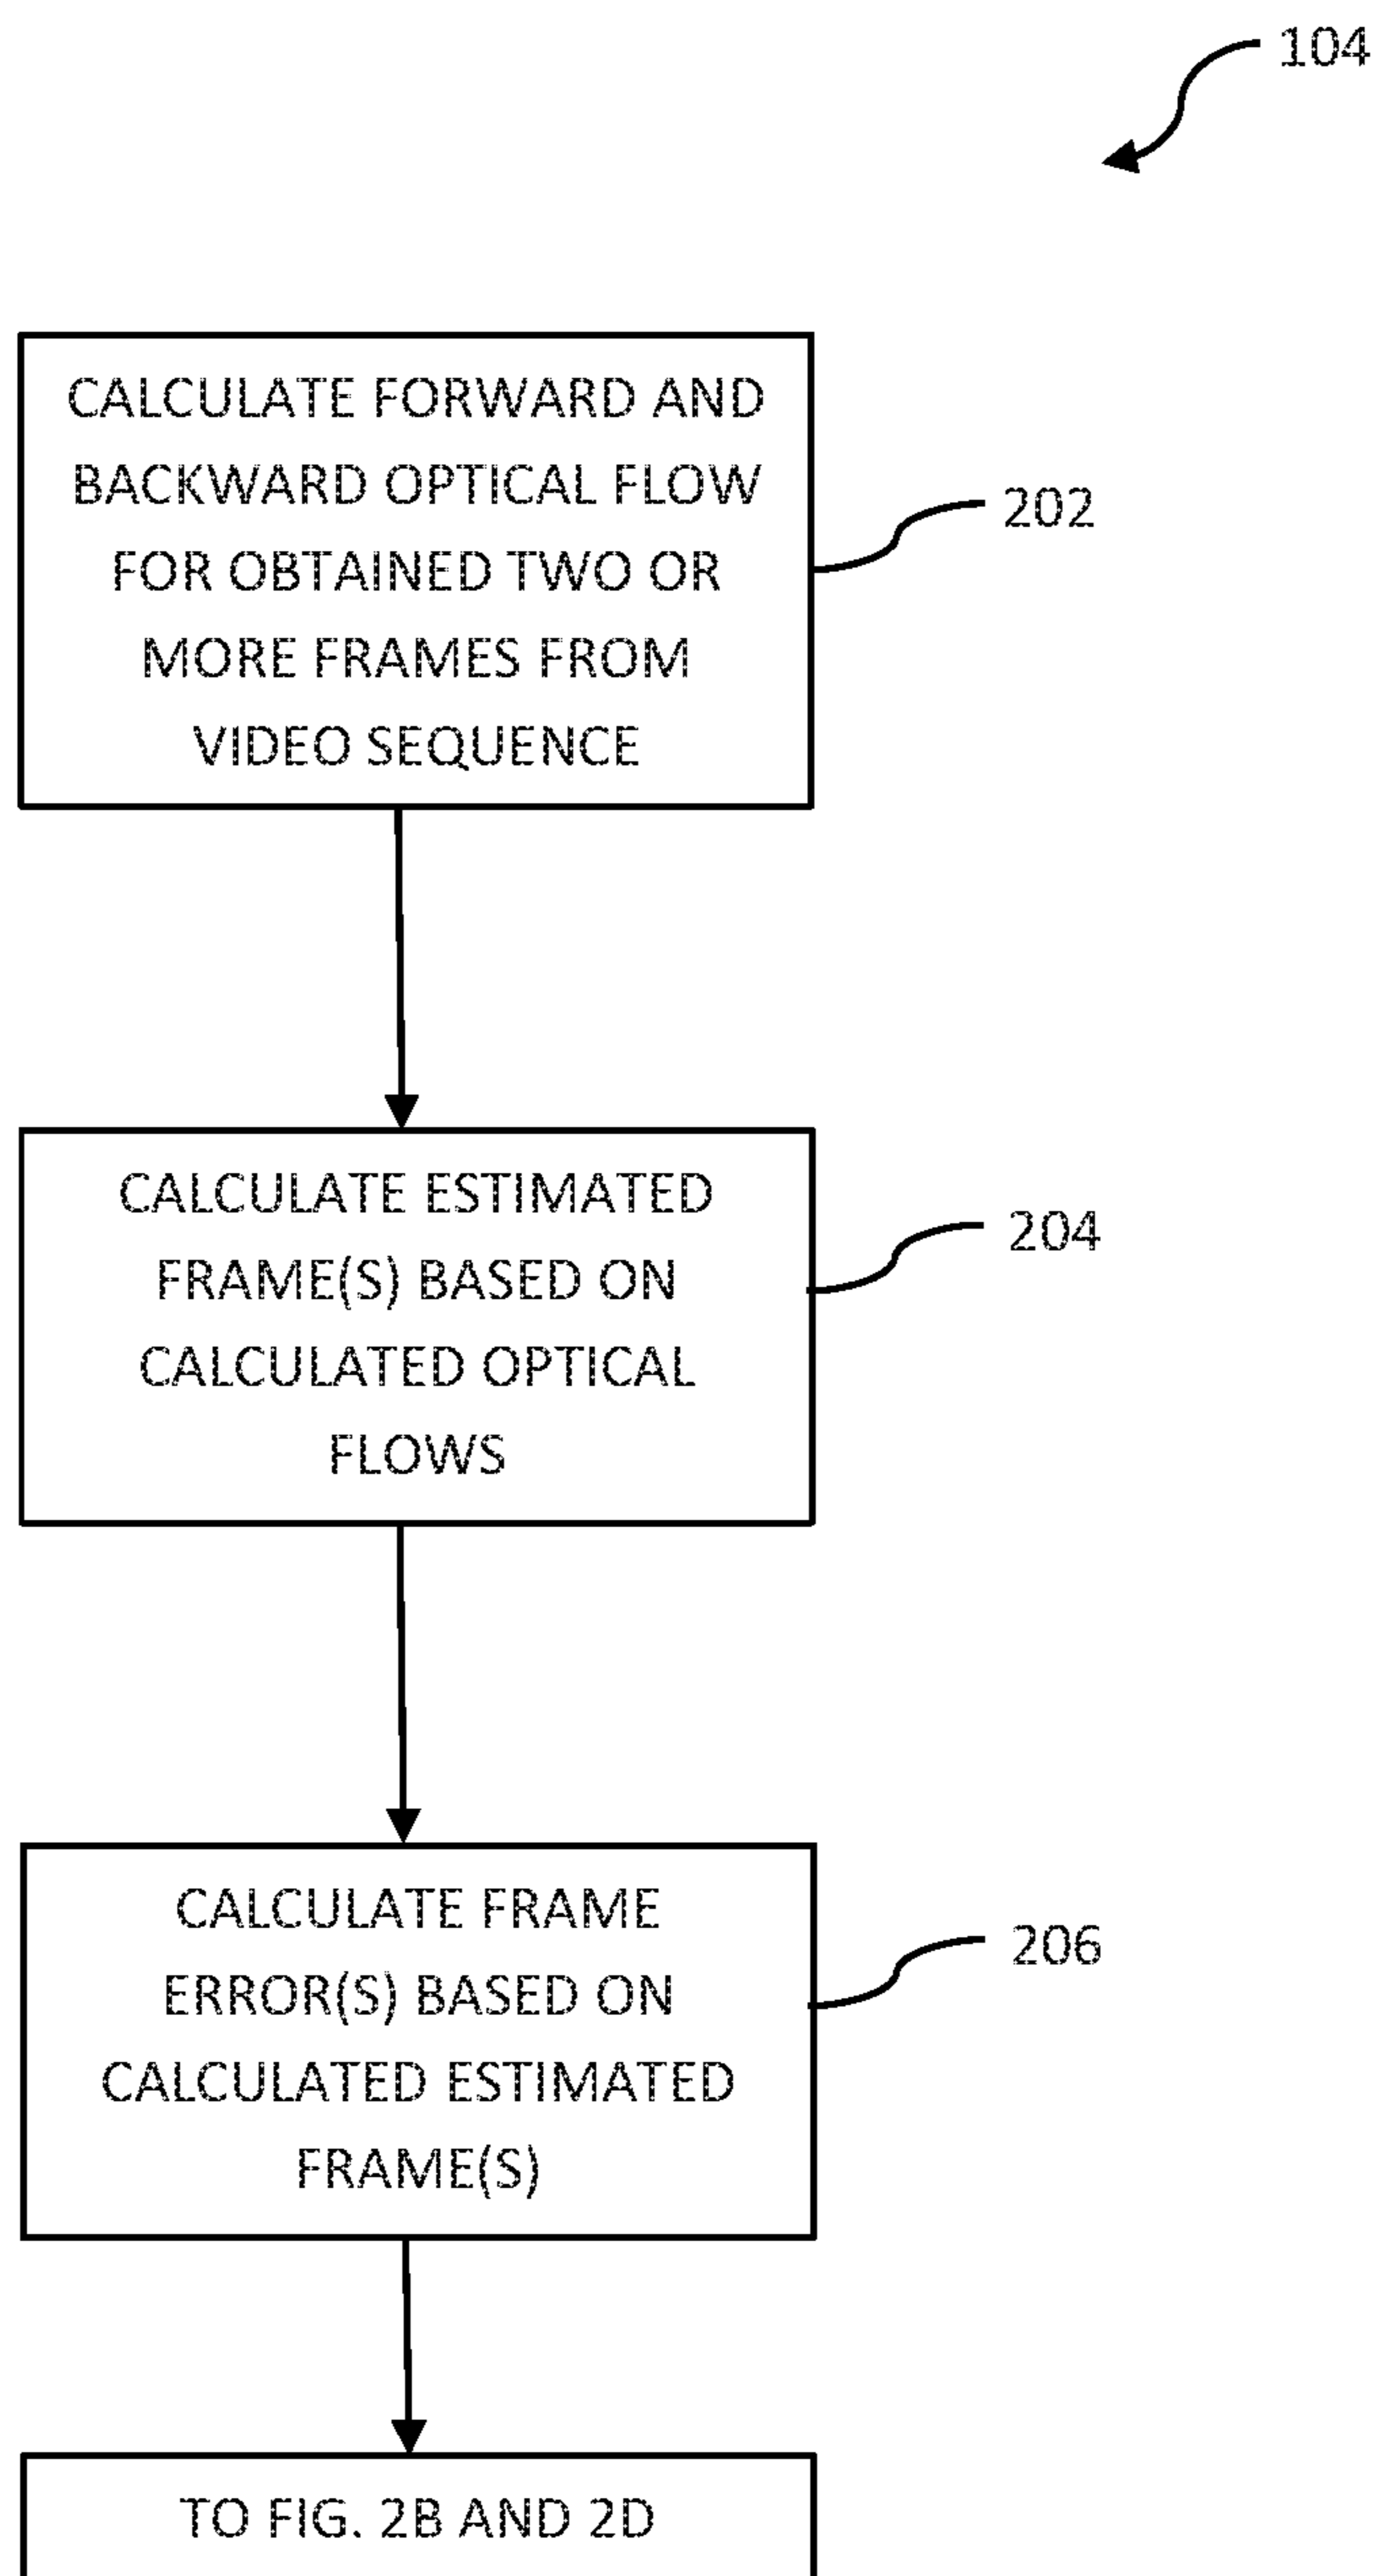 104
CALCULATE FORWARD AND
BACKWARD OPTICAL FLOW
FOR OBTAINED TWO OR
MORE FRAMES FROM
VIDEO SEQUENCE
202
CALCULATE ESTIMATED
FRAME(S) BASED ON
CALCULATED OPTICAL
FLOWS
204
CALCULATE FRAME
ERROR(S) BASED ON
CALCULATED ESTIMATED
FRAME(S)
206
TO FIG. 2B AND 2D